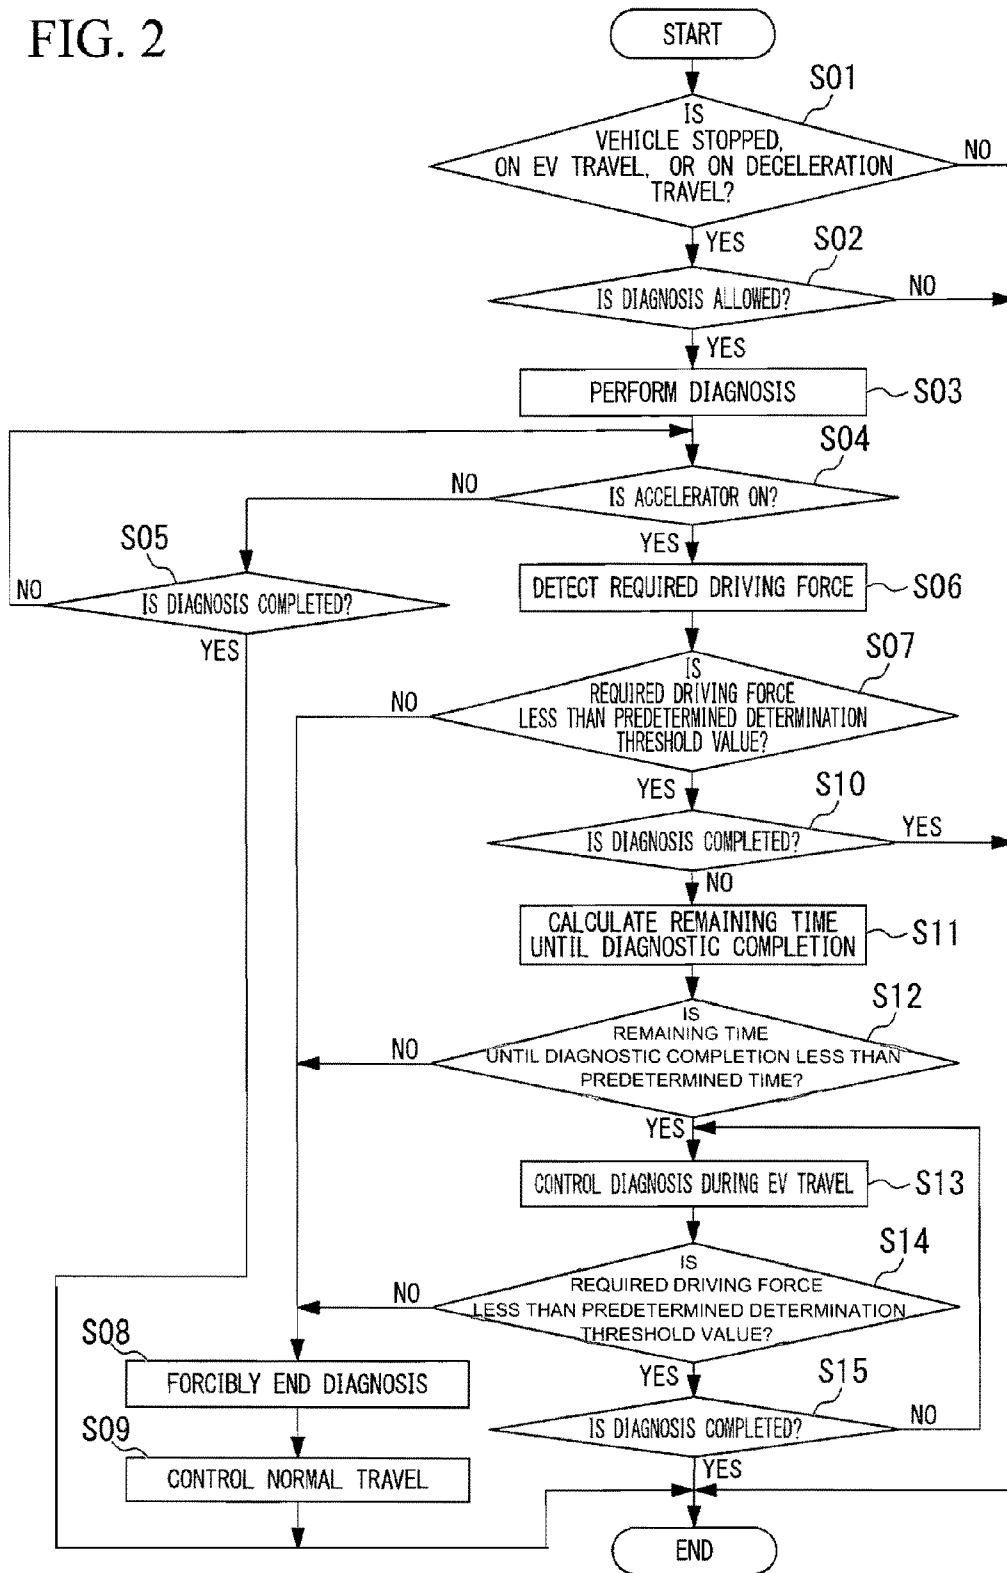 FIG. 2
START
S01
IS
VEHICLE STOPPED,
ON EV TRAVEL, OR ON DECELERATION
TRAVEL?
NO
YES
S02
IS DIAGNOSIS ALLOWED?
NO
YES
PERFORM DIAGNOSIS
S03
S04
NO
IS ACCELERATOR ON?
YES
S05
NO
IS DIAGNOSIS COMPLETED?
YES
DETECT REQUIRED DRIVING FORCE
S06
S07
IS
REQUIRED DRIVING FORCE
LESS THAN PREDETERMINED DETERMINATION
THRESHOLD VALUE?
NO
YES
S10
IS DIAGNOSIS COMPLETED?
YES
NO
CALCULATE REMAINING TIME
UNTIL DIAGNOSTIC COMPLETION
S11
S12
IS
REMAINING TIME
UNTIL DIAGNOSTIC COMPLETION LESS THAN
PREDETERMINED TIME?
NO
YES
CONTROL DIAGNOSIS DURING EV TRAVEL
S13
S14
IS
REQUIRED DRIVING FORCE
LESS THAN PREDETERMINED DETERMINATION
THRESHOLD VALUE?
NO
YES
S08
FORCIBLY END DIAGNOSIS
S15
IS DIAGNOSIS COMPLETED?
NO
YES
S09
CONTROL NORMAL TRAVEL
END